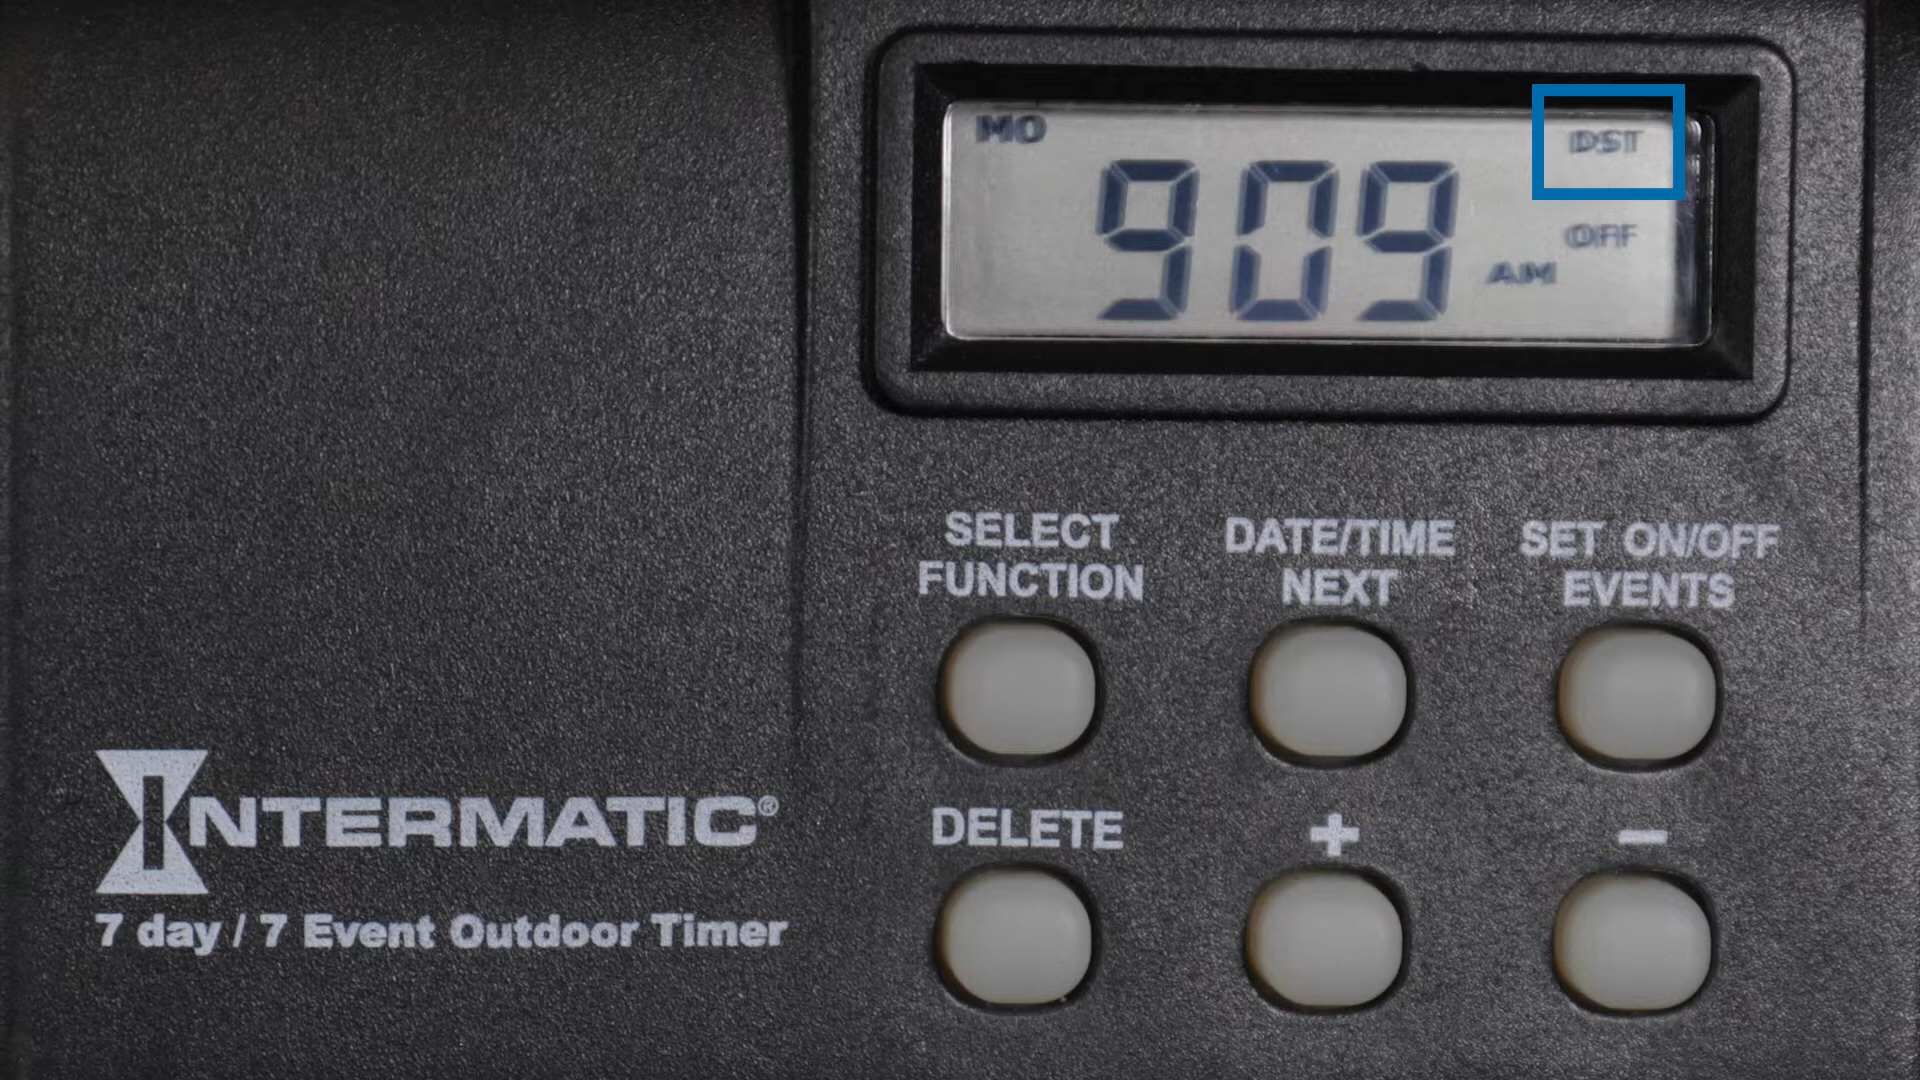 MO
DST
909
OFF
AM
SELECT
FUNCTION
DATE/TIME
NEXT
SET ON/OFF
EVENTS
DELETE
+
−
INTERMATIC®
7 day / 7 Event Outdoor Timer